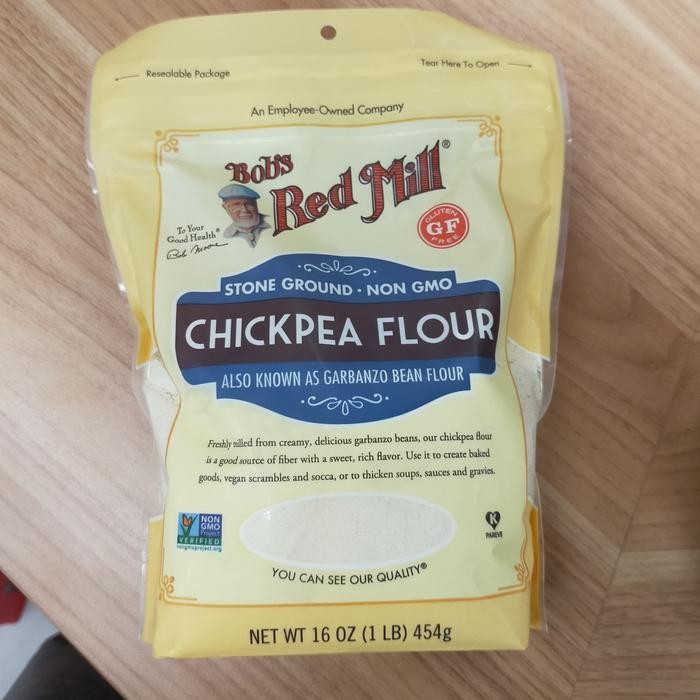 Resealable Package
Tear Here To Open
An Employee-Owned Company
Bob's
Red Mill®
To Your
Good Health®
Bob Moore
GLUTEN
GF
FREE
STONE GROUND · NON GMO
CHICKPEA FLOUR
ALSO KNOWN AS GARBANZO BEAN FLOUR
Freshly milled from creamy, delicious garbanzo beans, our chickpea flour
is a good source of fiber with a sweet, rich flavor. Use it to create baked
goods, vegan scrambles and socca, or to thicken soups, sauces and gravies.
NON
GMO
Project
VERIFIED
nongmoproject.org
K
PAREVE
YOU CAN SEE OUR QUALITY®
NET WT 16 OZ (1 LB) 454g